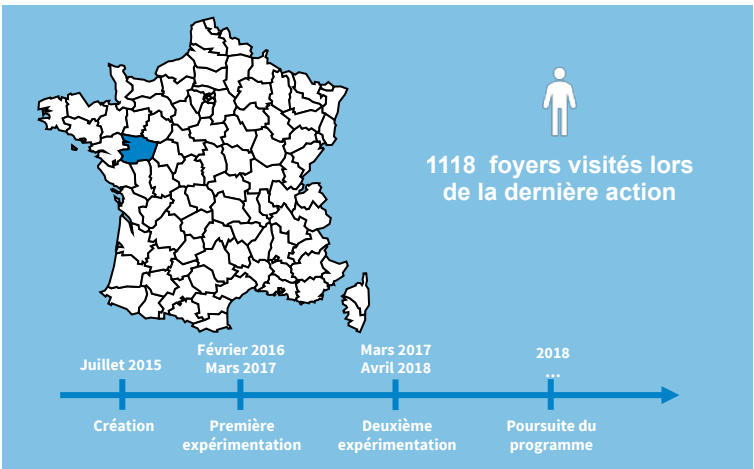 1118 foyers visités lors
de la dernière action
Juillet 2015
Février 2016
Mars 2017
Mars 2017
Avril 2018
2018
...
Création
Première
expérimentation
Deuxième
expérimentation
Poursuite du
programme